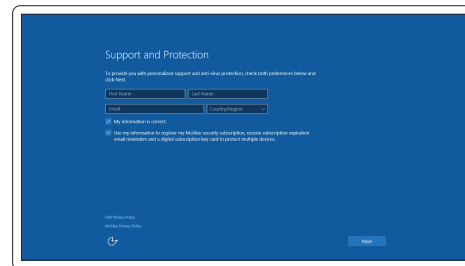 Support and Protection
To provide you with personalized support and anti-virus protection, check both preferences below and
click Next.
First Name
Last Name
Email
Country/Region
My information is correct.
Use my information to register my McAfee security subscription, receive subscription expiration
email reminders and a digital subscription key card to protect multiple devices.
Dell Privacy Policy
McAfee Privacy Policy
Next